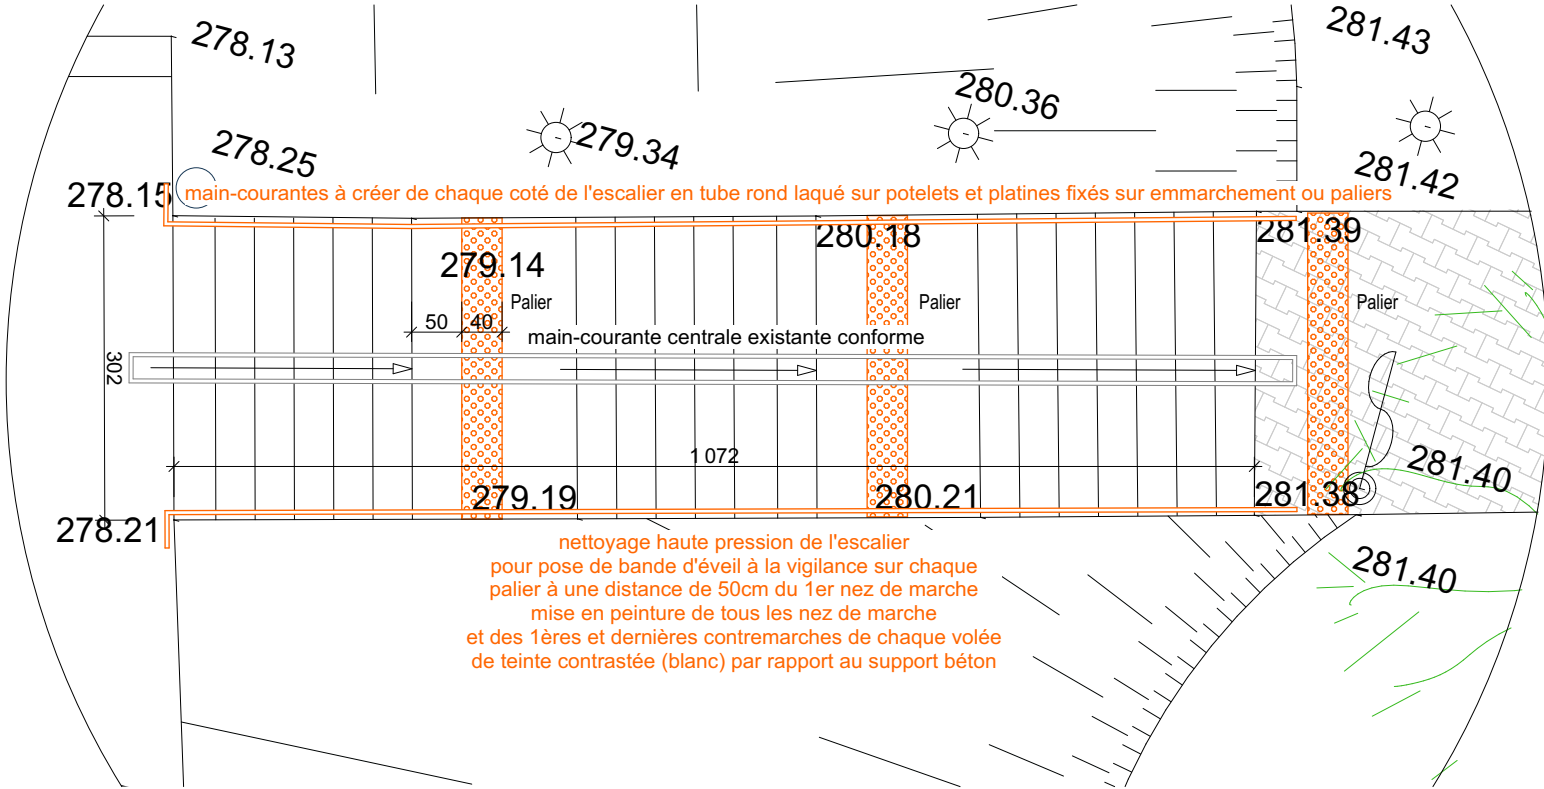 278.13
281.43
280.36
279.34
278.25
281.42
278.15
main-courantes à créer de chaque coté de l'escalier en tube rond laqué sur potelets et platines fixés sur emmarchement ou paliers
280.18
281.39
279.14
Palier
Palier
Palier
50
40
main-courante centrale existante conforme
302
1 072
281.40
279.19
280.21
281.38
278.21
nettoyage haute pression de l'escalier
pour pose de bande d'éveil à la vigilance sur chaque
palier à une distance de 50cm du 1er nez de marche
mise en peinture de tous les nez de marche
et des 1ères et dernières contremarches de chaque volée
de teinte contrastée (blanc) par rapport au support béton
281.40